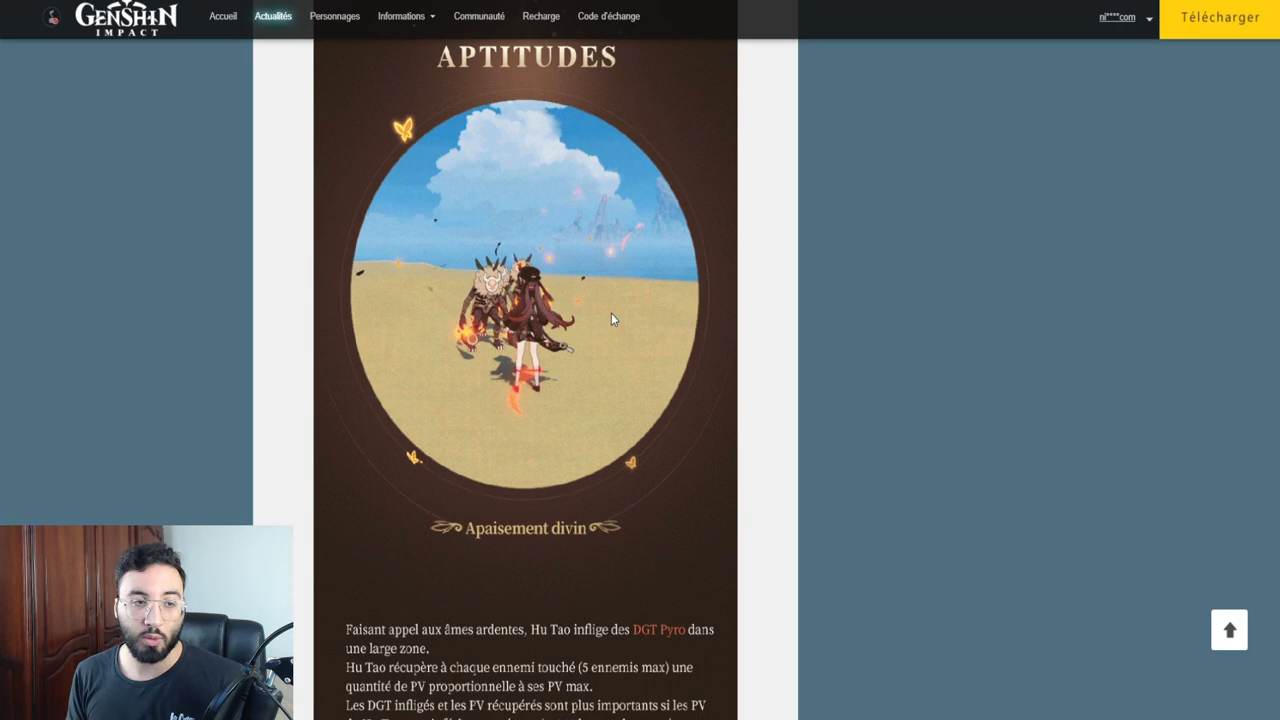 GENSHIN
IMPACT
Accueil
Actualités
Personnages
Informations
Communauté
Recharge
Code d'échange
ni****com
Télécharger
APTITUDES
Apaisement divin
Faisant appel aux âmes ardentes, Hu Tao inflige des DGT Pyro dans
une large zone.
Hu Tao récupère à chaque ennemi touché (5 ennemis max) une
quantité de PV proportionnelle à ses PV max.
Les DGT infligés et les PV récupérés sont plus importants si les PV